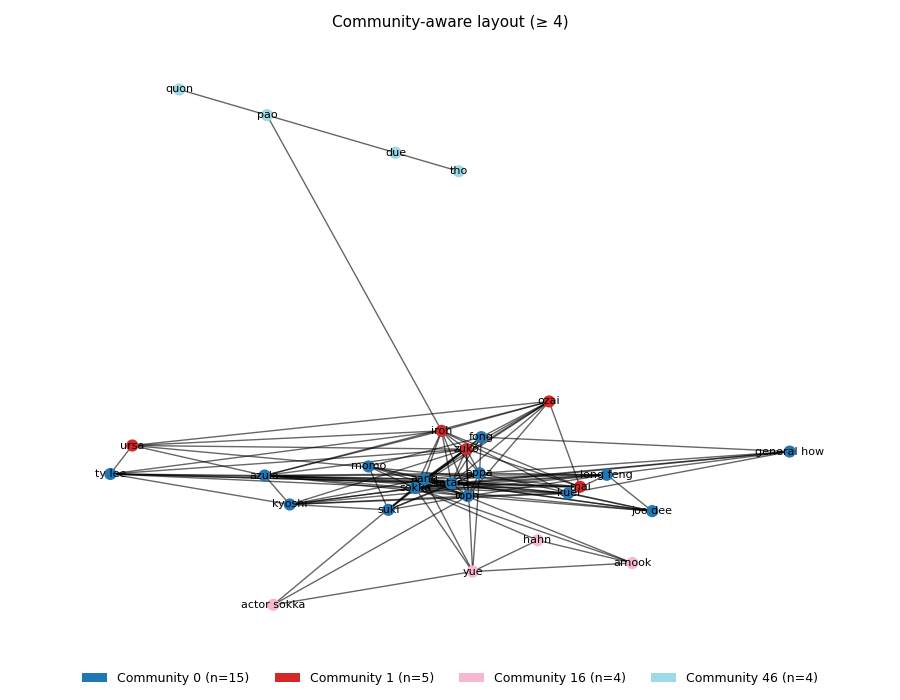 Community-aware layout (≥ 4)
quon
pao
due
tho
ozai
iroh
fong
zuko
ursa
general how
momo
ty lee
azula
appa
long feng
aang
katara
sokka
mai
kuei
toph
kyoshi
suki
joo dee
hahn
arnook
yue
actor sokka
Community 0 (n=15) Community 1 (n=5) Community 16 (n=4) Community 46 (n=4)